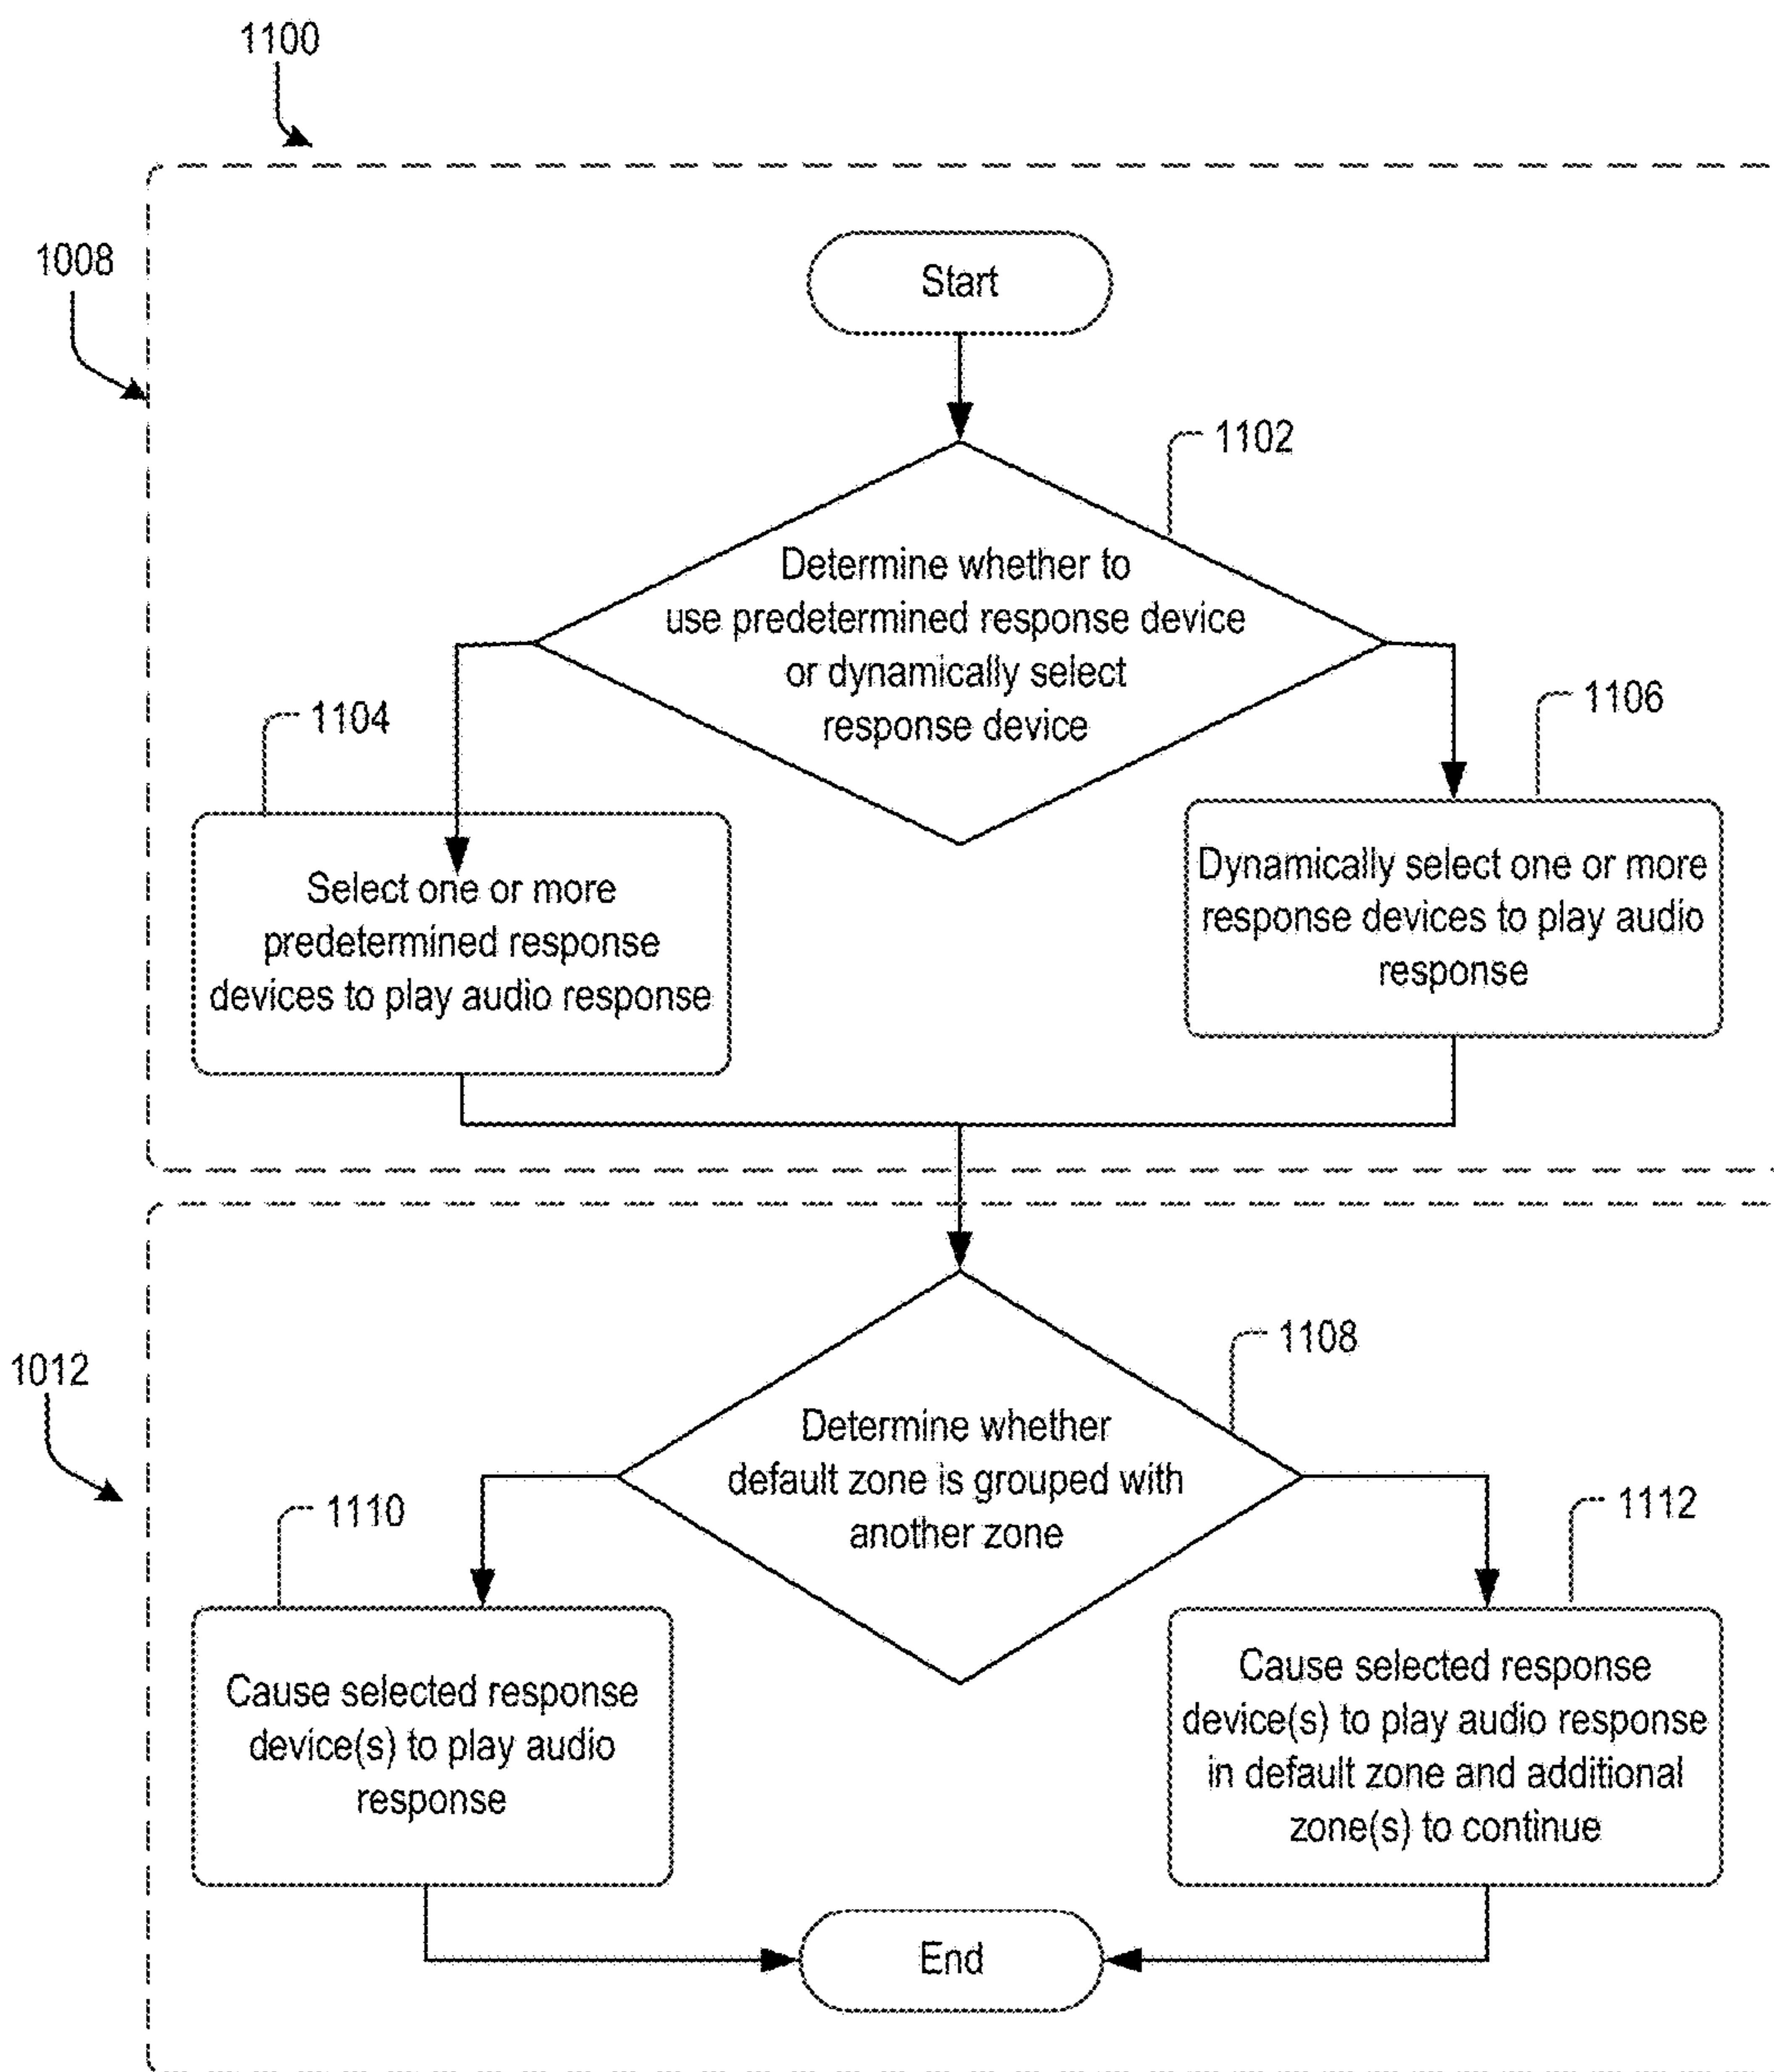 1100
1008
Start
1102
Determine whether to
use predetermined response device
or dynamically select
response device
1104
1106
Select one or more
predetermined response
devices to play audio response
Dynamically select one or more
response devices to play audio
response
1012
1108
Determine whether
default zone is grouped with
another zone
1110
1112
Cause selected response
device(s) to play audio
response
Cause selected response
device(s) to play audio response
in default zone and additional
zone(s) to continue
End